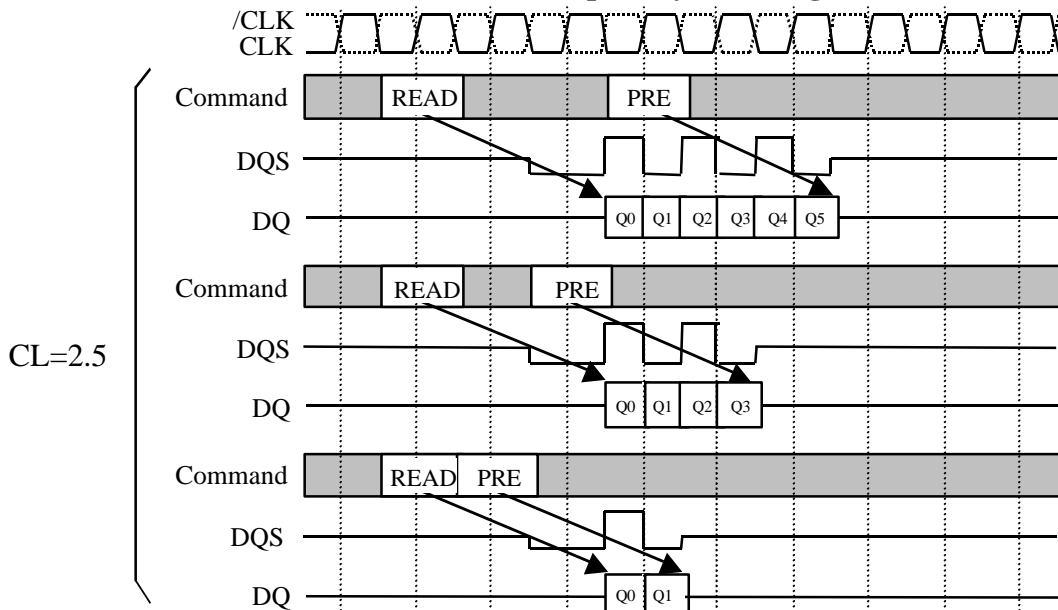 /CLK
CLK
Command READ PRE
DQS
DQ Q0 Q1 Q2 Q3 Q4 Q5
Command READ PRE
CL=2.5
DQS
DQ Q0 Q1 Q2 Q3
Command READ PRE
DQS
DQ Q0 Q1